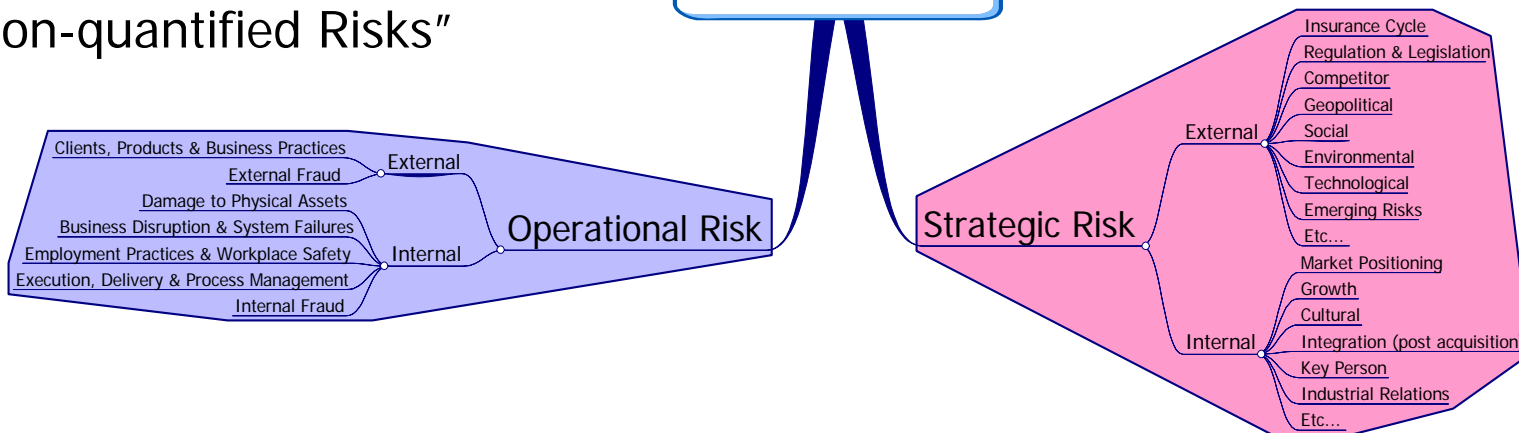 on-quantified Risks"
Operational Risk
External
Clients, Products & Business Practices
External Fraud
Internal
Damage to Physical Assets
Business Disruption & System Failures
Employment Practices & Workplace Safety
Execution, Delivery & Process Management
Internal Fraud
Strategic Risk
External
Insurance Cycle
Regulation & Legislation
Competitor
Geopolitical
Social
Environmental
Technological
Emerging Risks
Etc...
Internal
Market Positioning
Growth
Cultural
Integration (post acquisition
Key Person
Industrial Relations
Etc...